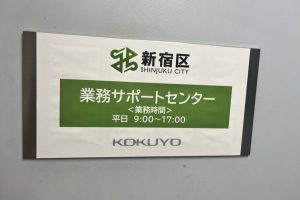 新宿区
SHINJUKU CITY
業務サポートセンター
＜業務時間＞
平日 9:00～17:00
KOKUYO